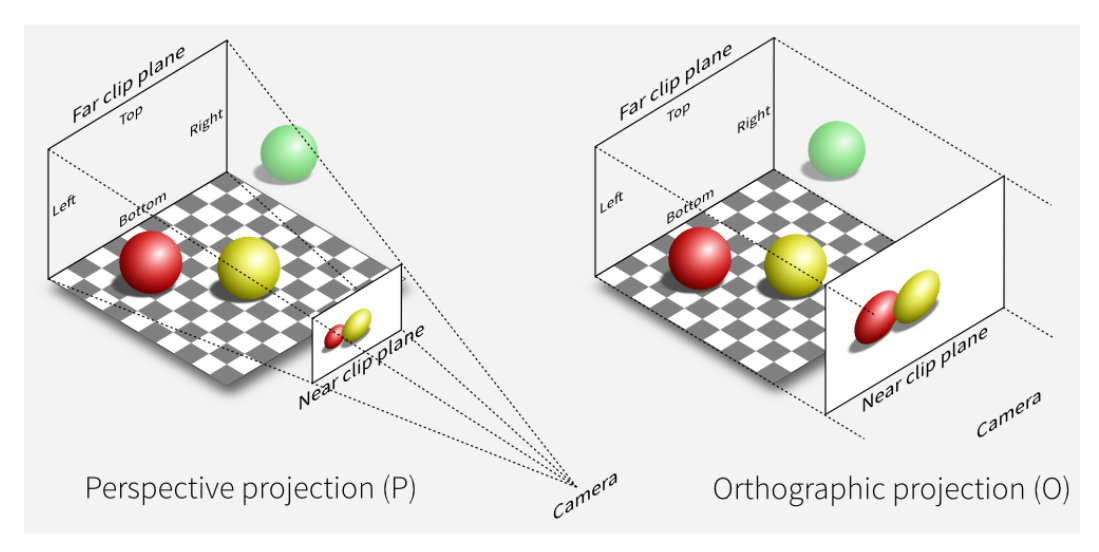 Far clip plane
Top
Right
Left
Bottom
Near clip plane
Camera
Perspective projection (P)
Far clip plane
Top
Right
Left
Bottom
Near clip plane
Camera
Orthographic projection (O)